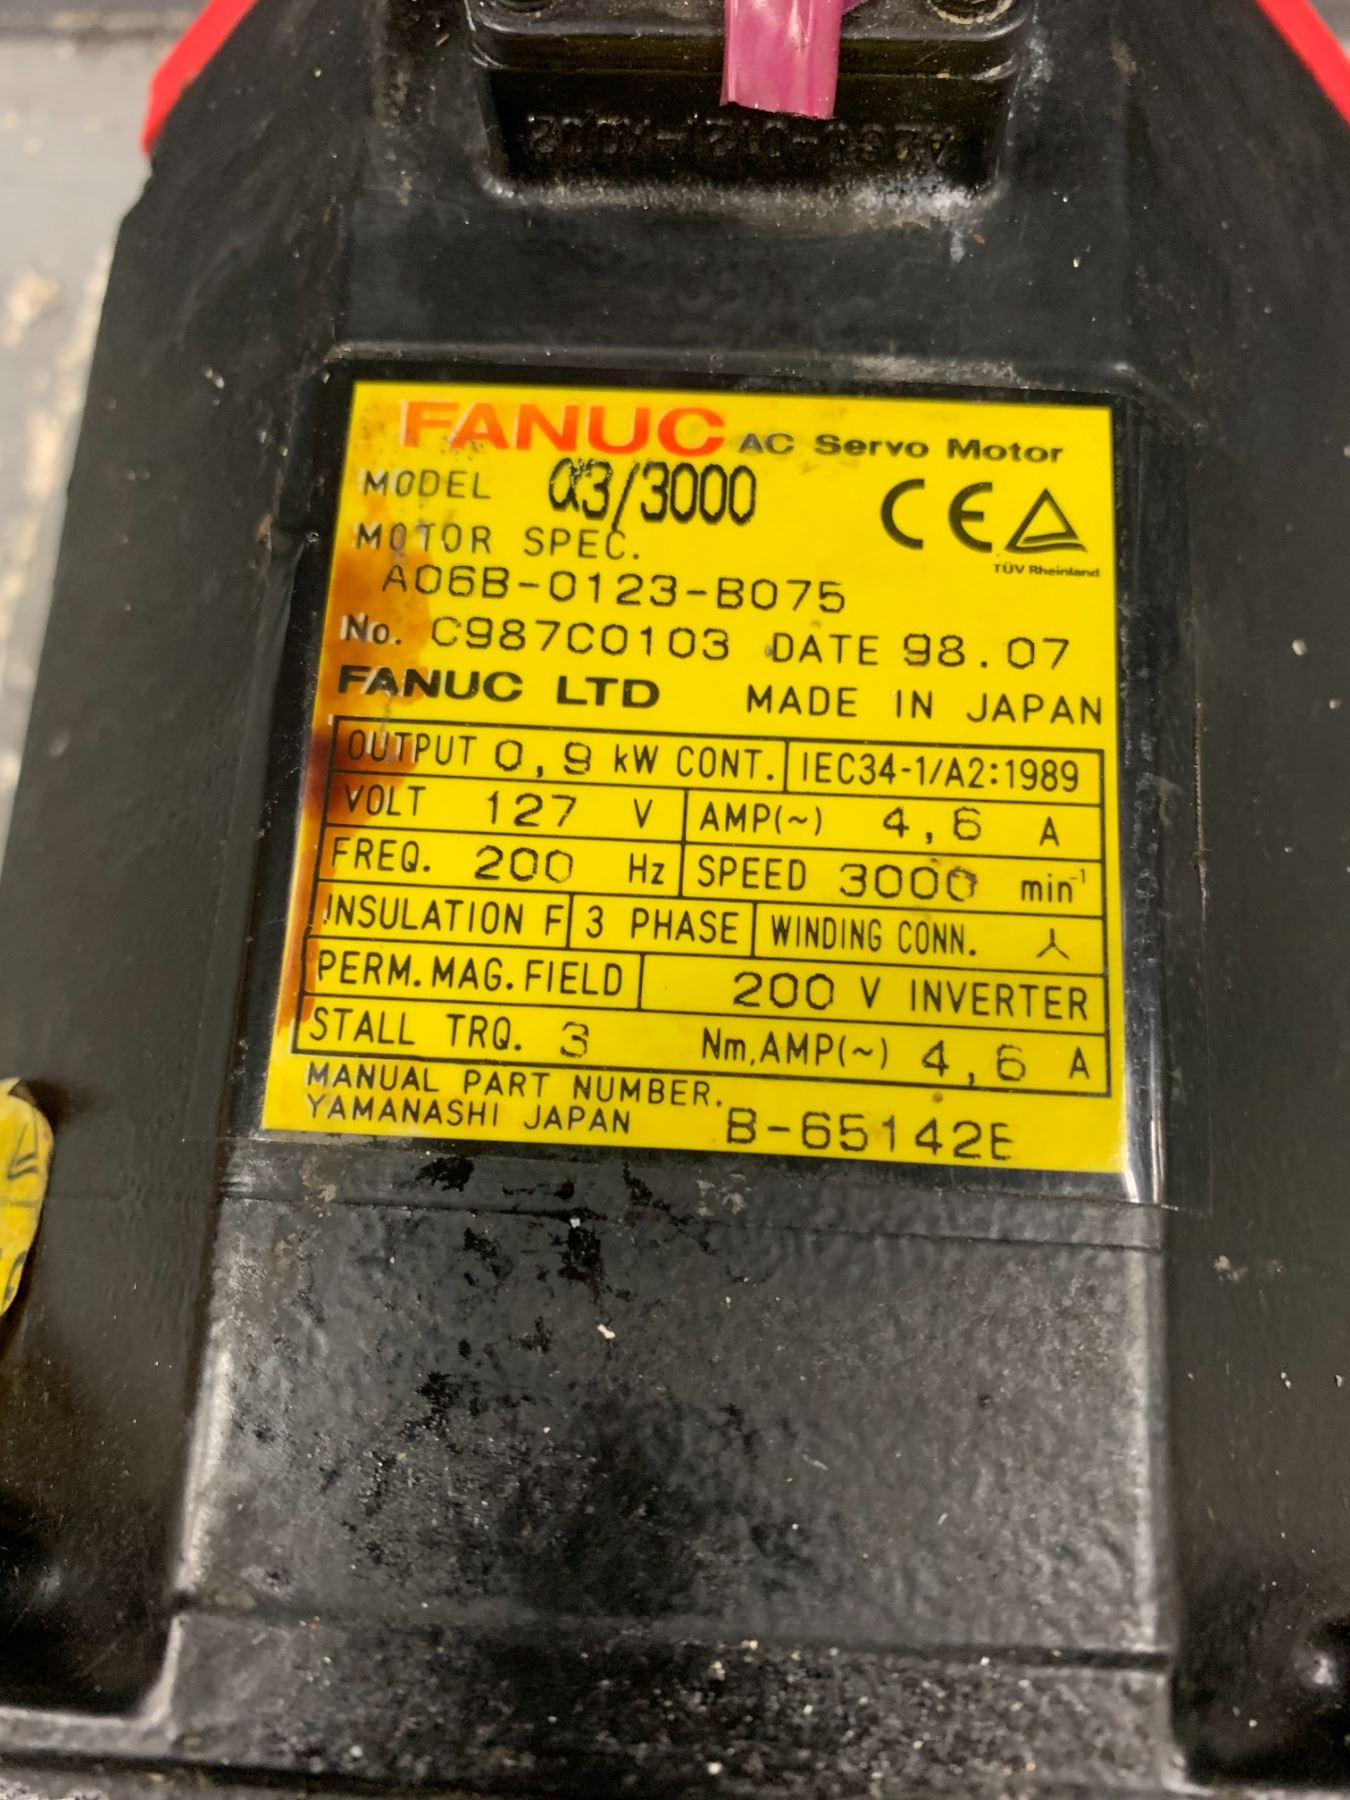 FANUC AC Servo Motor
MODEL α3/3000
CE
TÜV Rheinland
MOTOR SPEC.
A06B-0123-B075
No. C987C0103 DATE 98.07
FANUC LTD MADE IN JAPAN
OUTPUT 0,9 kW CONT. IEC34-1/A2:1989
VOLT 127 V AMP(~) 4,6 A
FREQ. 200 Hz SPEED 3000 min⁻¹
INSULATION F 3 PHASE WINDING CONN. ⅄
PERM.MAG.FIELD 200 V INVERTER
STALL TRQ. 3 Nm,AMP(~) 4,6 A
MANUAL PART NUMBER.
YAMANASHI JAPAN B-65142E